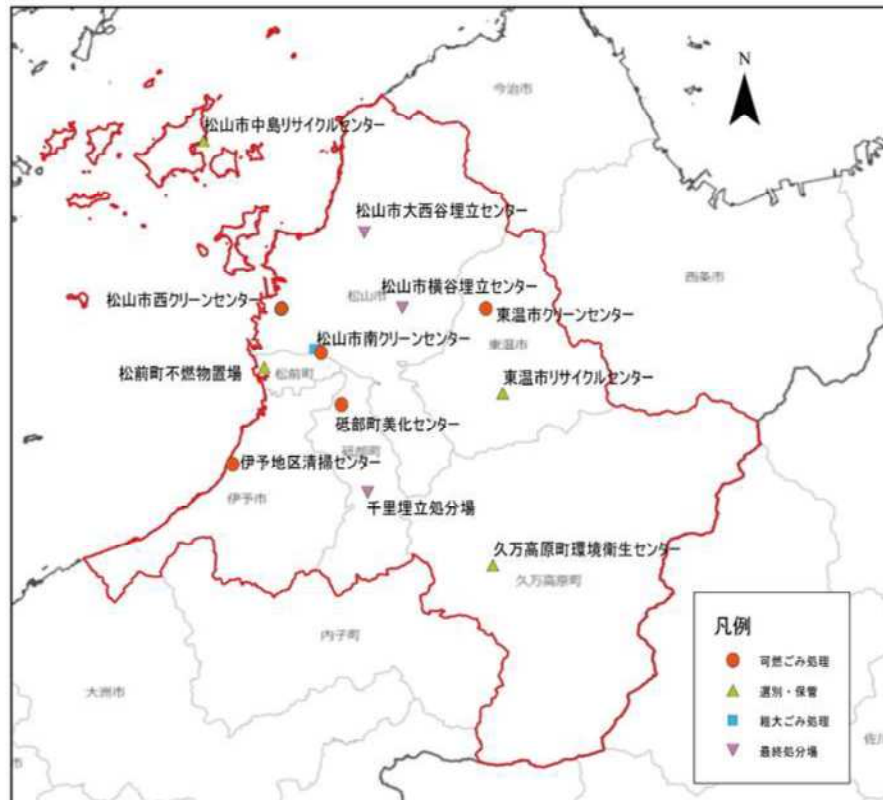 N
今治市
松山市中島リサイクルセンター
松山市大西谷埋立センター
西条市
松山市横谷埋立センター
松山市西クリーンセンター
松山市
東温市クリーンセンター
松山市南クリーンセンター
東温市
松前町不燃物置場
松前町
東温市リサイクルセンター
砥部町美化センター
砥部町
伊予地区清掃センター
伊予市
千里埋立処分場
久万高原町環境衛生センター
久万高原町
内子町
大洲市
凡例
可燃ごみ処理
選別・保管
粗大ごみ処理
最終処分場
佐川
市